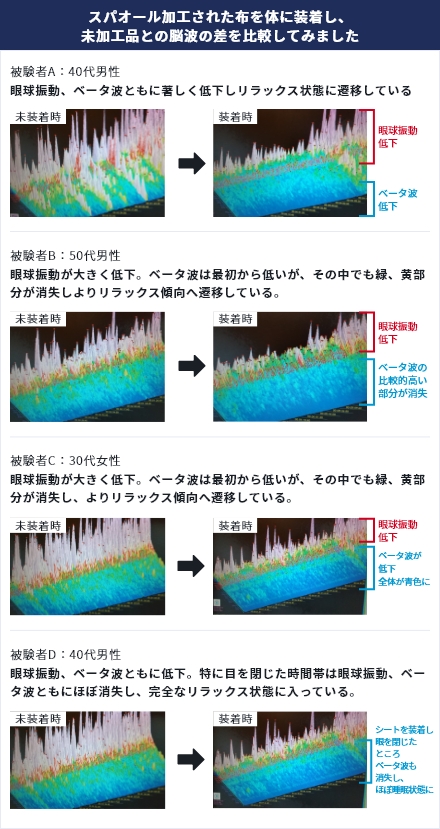 スパオール加工された布を体に装着し、
未加工品との脳波の差を比較してみました
被験者A：40代男性
眼球振動、ベータ波ともに著しく低下しリラックス状態に遷移している
未装着時
装着時
眼球振動
低下
ベータ波
低下
被験者B：50代男性
眼球振動が大きく低下。ベータ波は最初から低いが、その中でも緑、黄部
分が消失しよりリラックス傾向へ遷移している。
未装着時
装着時
眼球振動
低下
ベータ波の
比較的高い
部分が消失
被験者C：30代女性
眼球振動が大きく低下。ベータ波は最初から低いが、その中でも緑、黄部
分が消失し、よりリラックス傾向へ遷移している。
未装着時
装着時
眼球振動
低下
ベータ波が
低下
全体が青色に
被験者D：40代男性
眼球振動、ベータ波ともに低下。特に目を閉じた時間帯は眼球振動、ベー
タ波ともにほぼ消失し、完全なリラックス状態に入っている。
未装着時
装着時
シートを装着し
眼を閉じた
ところ
ベータ波も
消失し、
ほぼ睡眠状態に